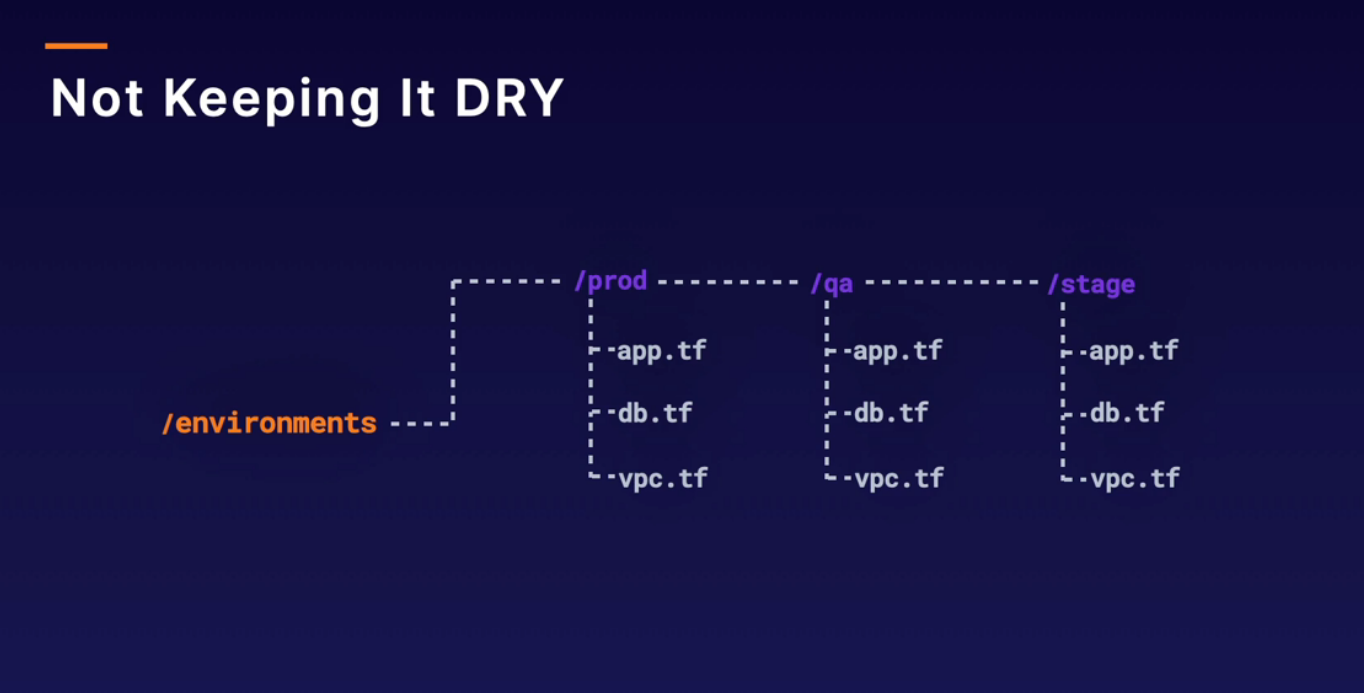 Not Keeping It DRY
/prod /qa /stage
app.tf app.tf app.tf
/environments
db.tf db.tf db.tf
vpc.tf vpc.tf vpc.tf